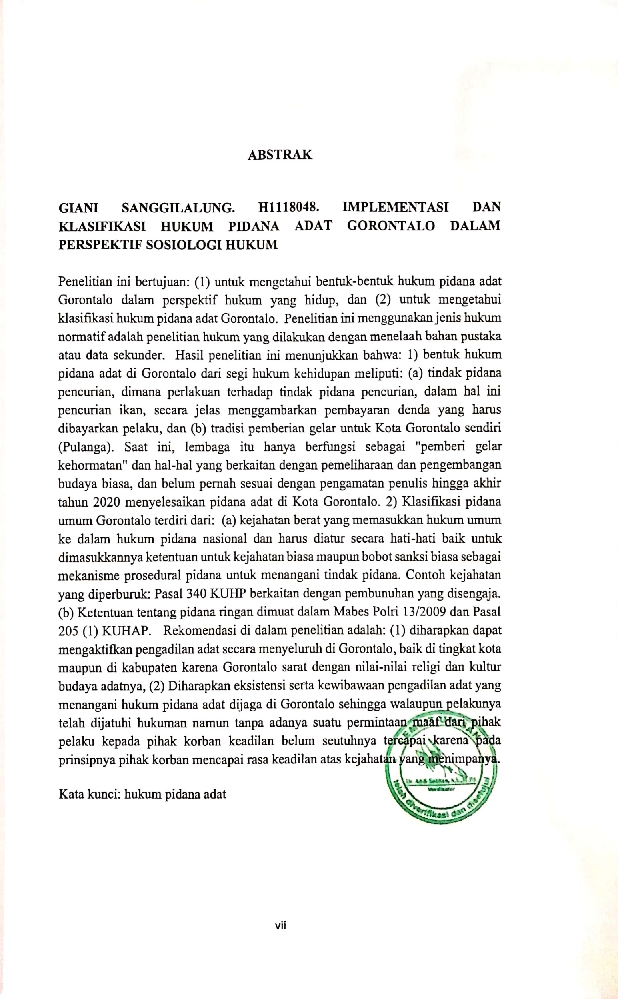 ABSTRAK
GIANI SANGGILALUNG. H1118048. IMPLEMENTASI DAN
KLASIFIKASI HUKUM PIDANA ADAT GORONTALO DALAM
PERSPEKTIF SOSIOLOGI HUKUM
Penelitian ini bertujuan: (1) untuk mengetahui bentuk-bentuk hukum pidana adat
Gorontalo dalam perspektif hukum yang hidup, dan (2) untuk mengetahui
klasifikasi hukum pidana adat Gorontalo. Penelitian ini menggunakan jenis hukum
normatif adalah penelitian hukum yang dilakukan dengan menelaah bahan pustaka
atau data sekunder. Hasil penelitian ini menunjukkan bahwa: 1) bentuk hukum
pidana adat di Gorontalo dari segi hukum kehidupan meliputi: (a) tindak pidana
pencurian, dimana perlakuan terhadap tindak pidana pencurian, dalam hal ini
pencurian ikan, secara jelas menggambarkan pembayaran denda yang harus
dibayarkan pelaku, dan (b) tradisi pemberian gelar untuk Kota Gorontalo sendiri
(Pulanga). Saat ini, lembaga itu hanya berfungsi sebagai "pemberi gelar
kehormatan" dan hal-hal yang berkaitan dengan pemeliharaan dan pengembangan
budaya biasa, dan belum pernah sesuai dengan pengamatan penulis hingga akhir
tahun 2020 menyelesaikan pidana adat di Kota Gorontalo. 2) Klasifikasi pidana
umum Gorontalo terdiri dari: (a) kejahatan berat yang memasukkan hukum umum
ke dalam hukum pidana nasional dan harus diatur secara hati-hati baik untuk
dimasukkannya ketentuan untuk kejahatan biasa maupun bobot sanksi biasa sebagai
mekanisme prosedural pidana untuk menangani tindak pidana. Contoh kejahatan
yang diperburuk: Pasal 340 KUHP berkaitan dengan pembunuhan yang disengaja.
(b) Ketentuan tentang pidana ringan dimuat dalam Mabes Polri 13/2009 dan Pasal
205 (1) KUHAP. Rekomendasi di dalam penelitian adalah: (1) diharapkan dapat
mengaktifkan pengadilan adat secara menyeluruh di Gorontalo, baik di tingkat kota
maupun di kabupaten karena Gorontalo sarat dengan nilai-nilai religi dan kultur
budaya adatnya, (2) Diharapkan eksistensi serta kewibawaan pengadilan adat yang
menangani hukum pidana adat dijaga di Gorontalo sehingga walaupun pelakunya
telah dijatuhi hukuman namun tanpa adanya suatu permintaan maaf dari pihak
pelaku kepada pihak korban keadilan belum seutuhnya tercapai karena pada
prinsipnya pihak korban mencapai rasa keadilan atas kejahatan yang menimpanya.
Kata kunci: hukum pidana adat
telah diverifikasi dan disetujui
vii